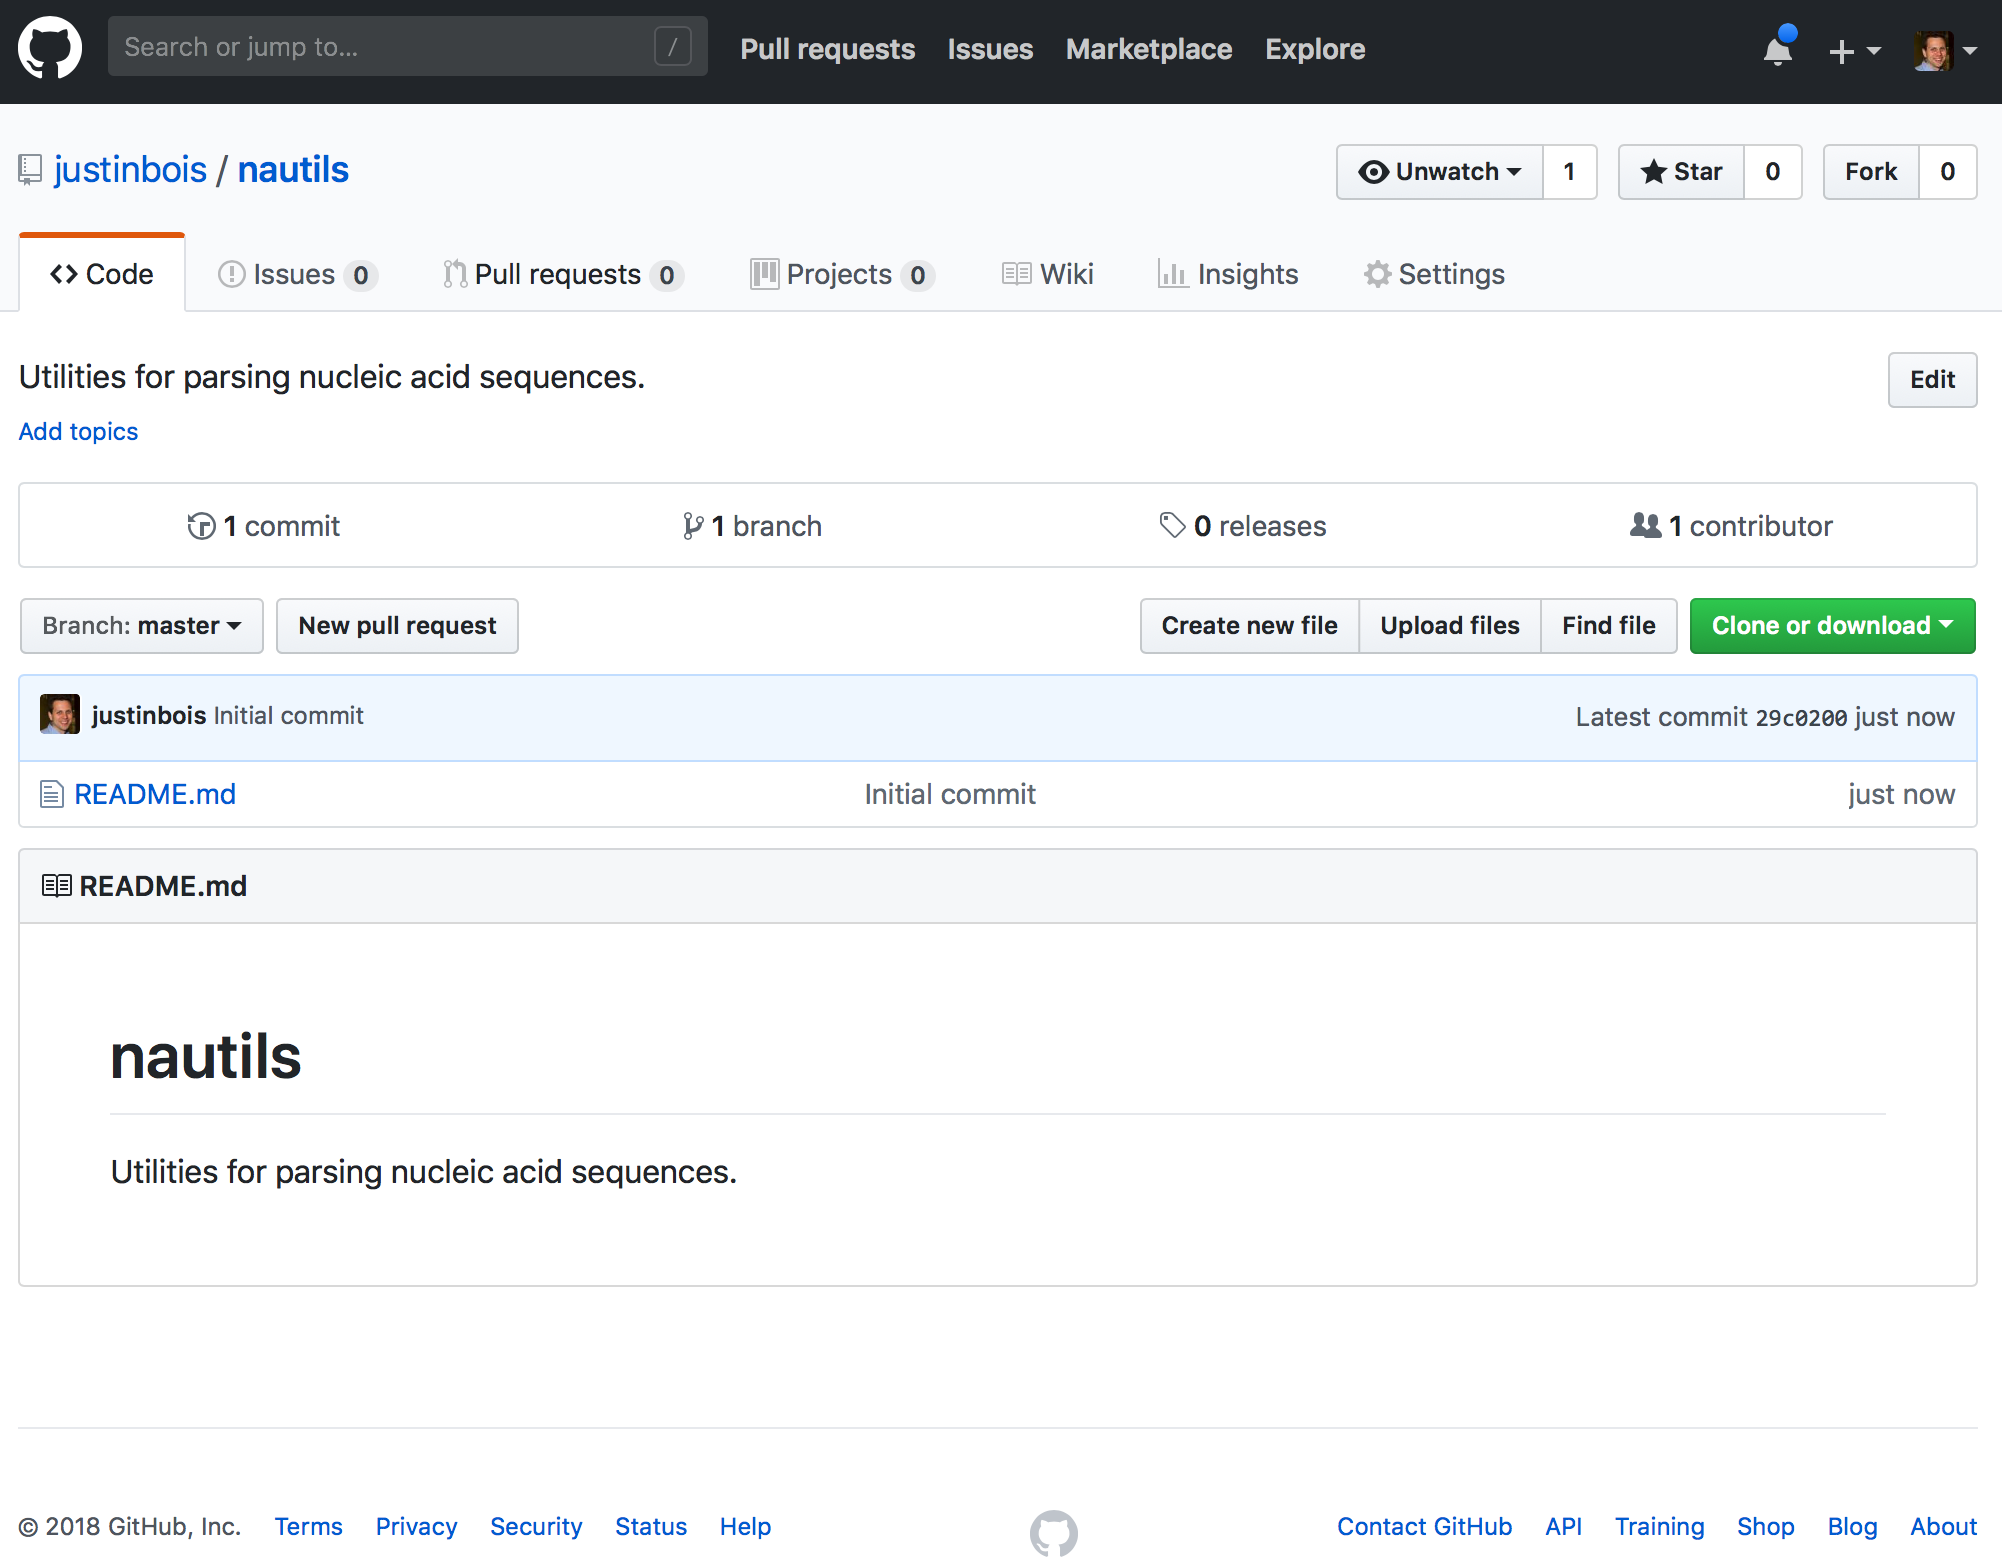 Search or jump to... /
Pull requests Issues Marketplace Explore
justinbois / nautils
Unwatch 1 Star 0 Fork 0
Code Issues 0 Pull requests 0 Projects 0 Wiki Insights Settings
Utilities for parsing nucleic acid sequences.
Edit
Add topics
1 commit 1 branch 0 releases 1 contributor
Branch: master New pull request Create new file Upload files Find file Clone or download
justinbois Initial commit Latest commit 29c0200 just now
README.md Initial commit just now
README.md
nautils
Utilities for parsing nucleic acid sequences.
© 2018 GitHub, Inc. Terms Privacy Security Status Help Contact GitHub API Training Shop Blog About